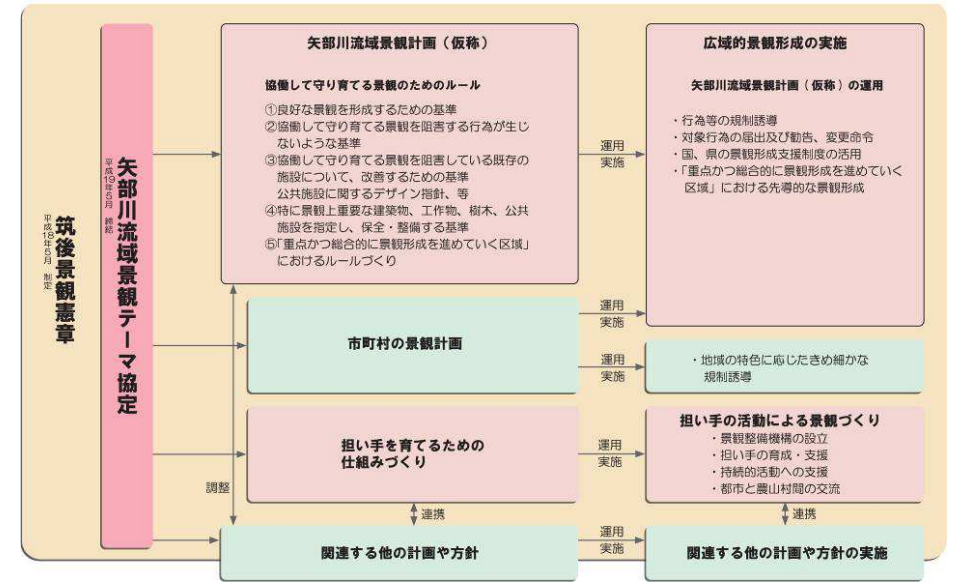 筑後景観憲章
平成18年5月 制定
矢部川流域景観テーマ協定
平成19年5月 締結
矢部川流域景観計画(仮称)
協働して守り育てる景観のためのルール
①良好な景観を形成するための基準
②協働して守り育てる景観を阻害する行為が生じ
ないような基準
③協働して守り育てる景観を阻害している既存の
施設について、改善するための基準
公共施設に関するデザイン指針、等
④特に景観上重要な建築物、工作物、樹木、公共
施設を指定し、保全・整備する基準
⑤「重点かつ総合的に景観形成を進めていく区域」
におけるルールづくり
運用
実施
広域的景観形成の実施
矢部川流域景観計画(仮称)の運用
・行為等の規制誘導
・対象行為の届出及び勧告、変更命令
・国、県の景観形成支援制度の活用
・「重点かつ総合的に景観形成を進めていく
区域」における先導的な景観形成
市町村の景観計画
運用
実施
運用
実施
・地域の特色に応じたきめ細かな
規制誘導
担い手を育てるための
仕組みづくり
運用
実施
担い手の活動による景観づくり
・景観整備機構の設立
・担い手の育成・支援
・持続的活動への支援
・都市と農山村間の交流
調整
連携
連携
関連する他の計画や方針
運用
実施
関連する他の計画や方針の実施